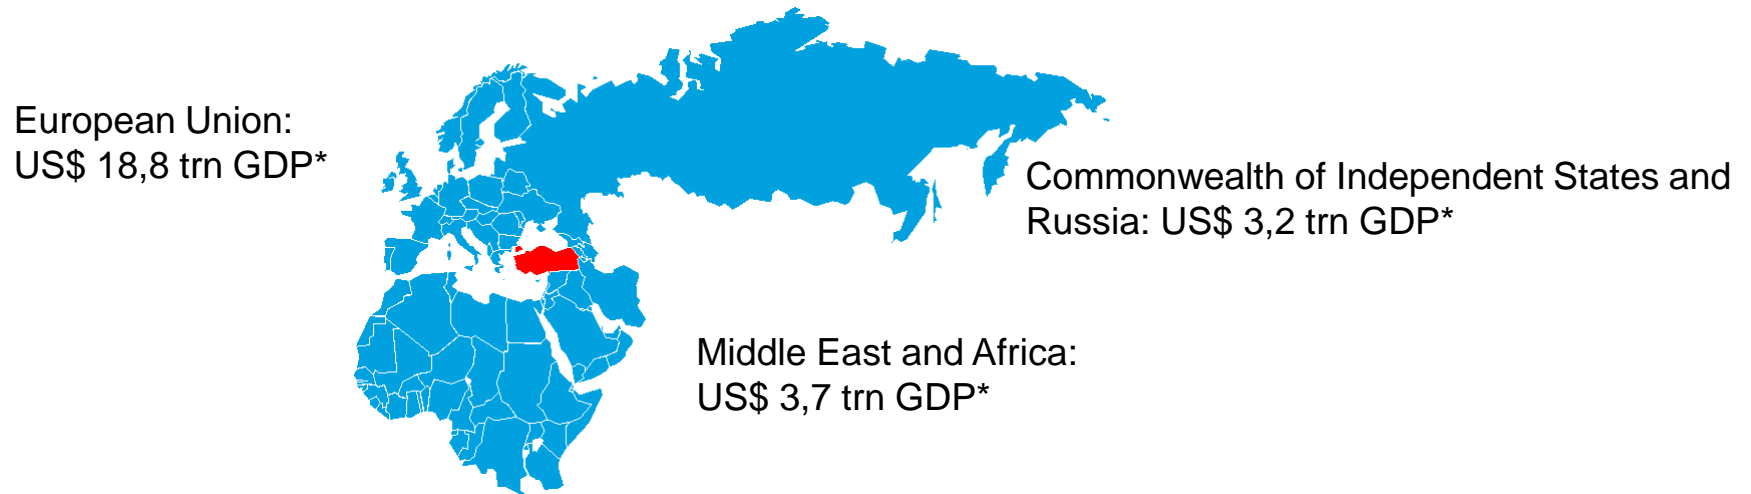 European Union:
US$ 18,8 trn GDP*
Commonwealth of Independent States and
Russia: US$ 3,2 trn GDP*
Middle East and Africa:
US$ 3,7 trn GDP*